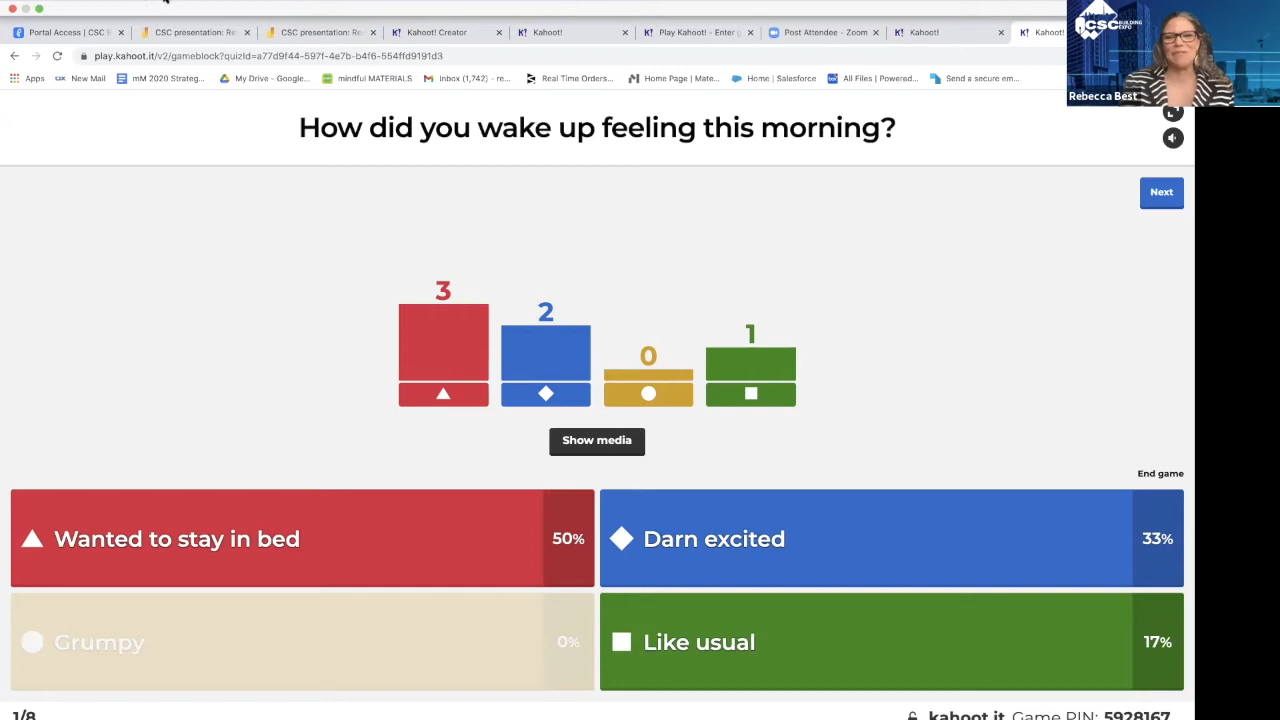 Portal Access | CSC B
CSC presentation: Re
CSC presentation: Re
K! Kahoot! Creator
K! Kahoot!
K! Play Kahoot! - Enter g
Post Attendee - Zoom
K! Kahoot!
K! Kahoot!
play.kahoot.it/v2/gameblock?quizId=a77d9f44-597f-4e7b-b4f6-554ffd9191d3
Apps
New Mail
mM 2020 Strateg...
My Drive - Google...
mindful MATERIALS
Inbox (1,742) - re...
Real Time Orders...
Home Page | Mate...
Home | Salesforce
All Files | Powered...
Send a secure em...
CSC BUILDING EXPO
Rebecca Best
How did you wake up feeling this morning?
Next
3
2
0
1
Show media
End game
Wanted to stay in bed 50%
Darn excited 33%
Grumpy 0%
Like usual 17%
1/8
kahoot.it Game PIN: 5928167